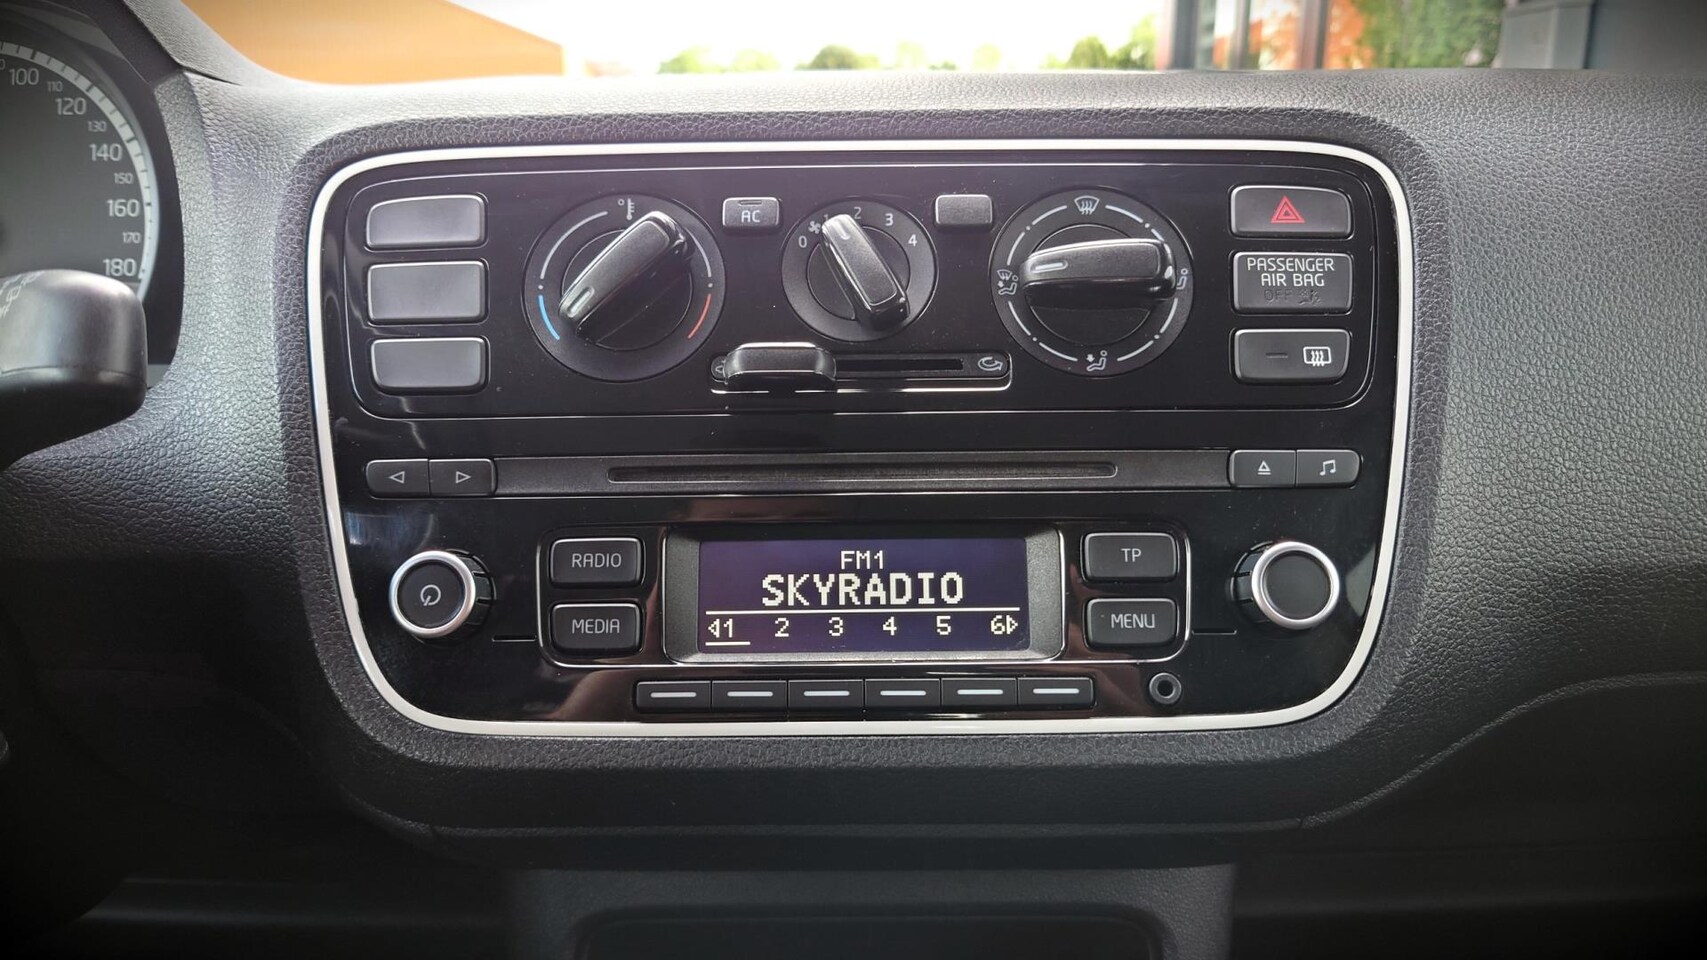 100
110
120
130
140
150
160
170
180
AC
0 1 2 3 4
PASSENGER
AIR BAG
OFF
RADIO
MEDIA
FM1
SKYRADIO
1 2 3 4 5 6
TP
MENU